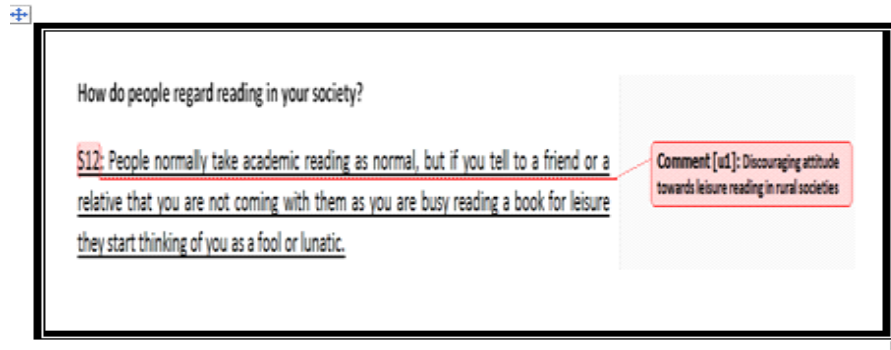 How do people regard reading in your society?
S12: People normally take academic reading as normal, but if you tell to a friend or a
relative that you are not coming with them as you are busy reading a book for leisure
they start thinking of you as a fool or lunatic.
Comment [u1]: Discouraging attitude
towards leisure reading in rural societies